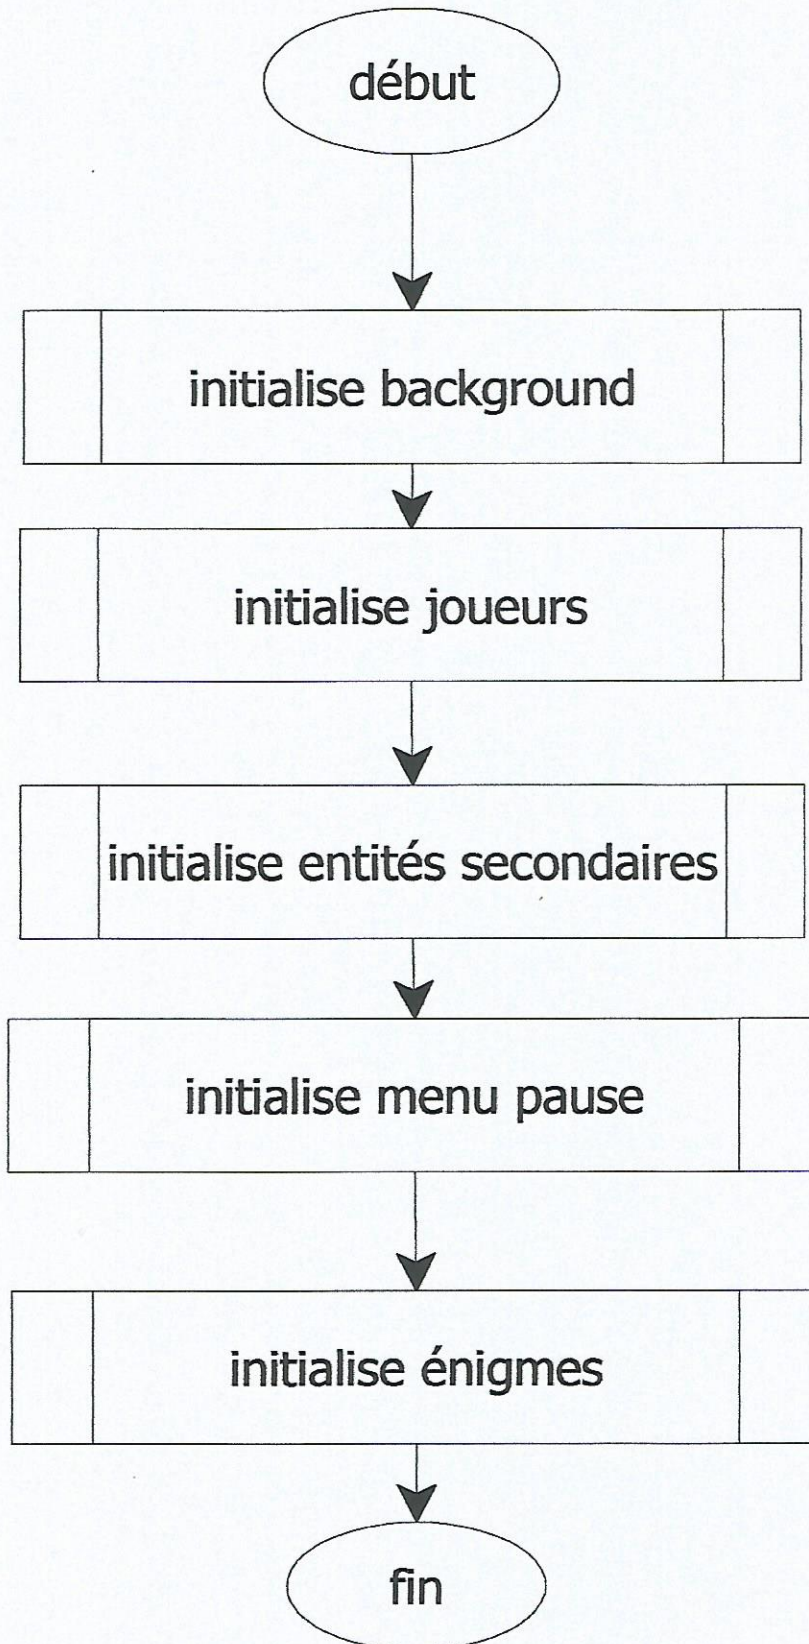 début
initialise background
initialise joueurs
initialise entités secondaires
initialise menu pause
initialise énigmes
fin